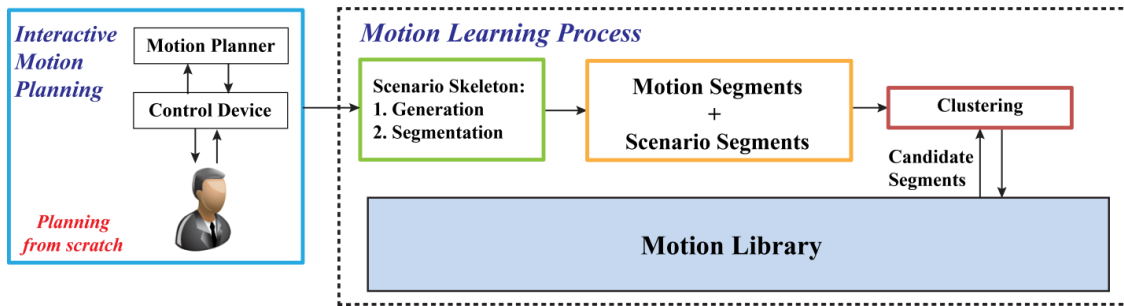 Interactive
Motion
Planning
Motion Planner
Control Device
Planning
from scratch
Motion Learning Process
Scenario Skeleton:
1. Generation
2. Segmentation
Motion Segments
+
Scenario Segments
Clustering
Candidate
Segments
Motion Library